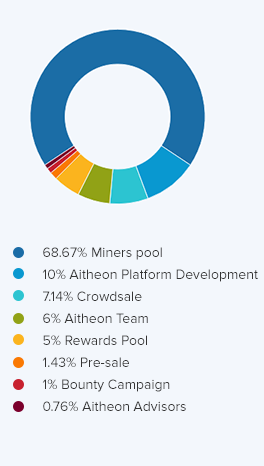 68.67% Miners pool
10% Aitheon Platform Development
7.14% Crowdsale
6% Aitheon Team
5% Rewards Pool
1.43% Pre-sale
1% Bounty Campaign
0.76% Aitheon Advisors